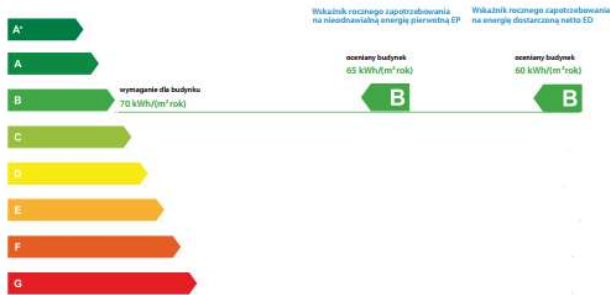 Wskaźnik rocznego zapotrzebowania
na nieodnawialną energię pierwotną EP
Wskaźnik rocznego zapotrzebowania
na energię dostarczoną netto ED
A+
A
oceniany budynek
65 kWh/(m²rok)
oceniany budynek
60 kWh/(m²rok)
B
wymaganie dla budynku
70 kWh/(m²rok)
B
B
C
D
E
F
G